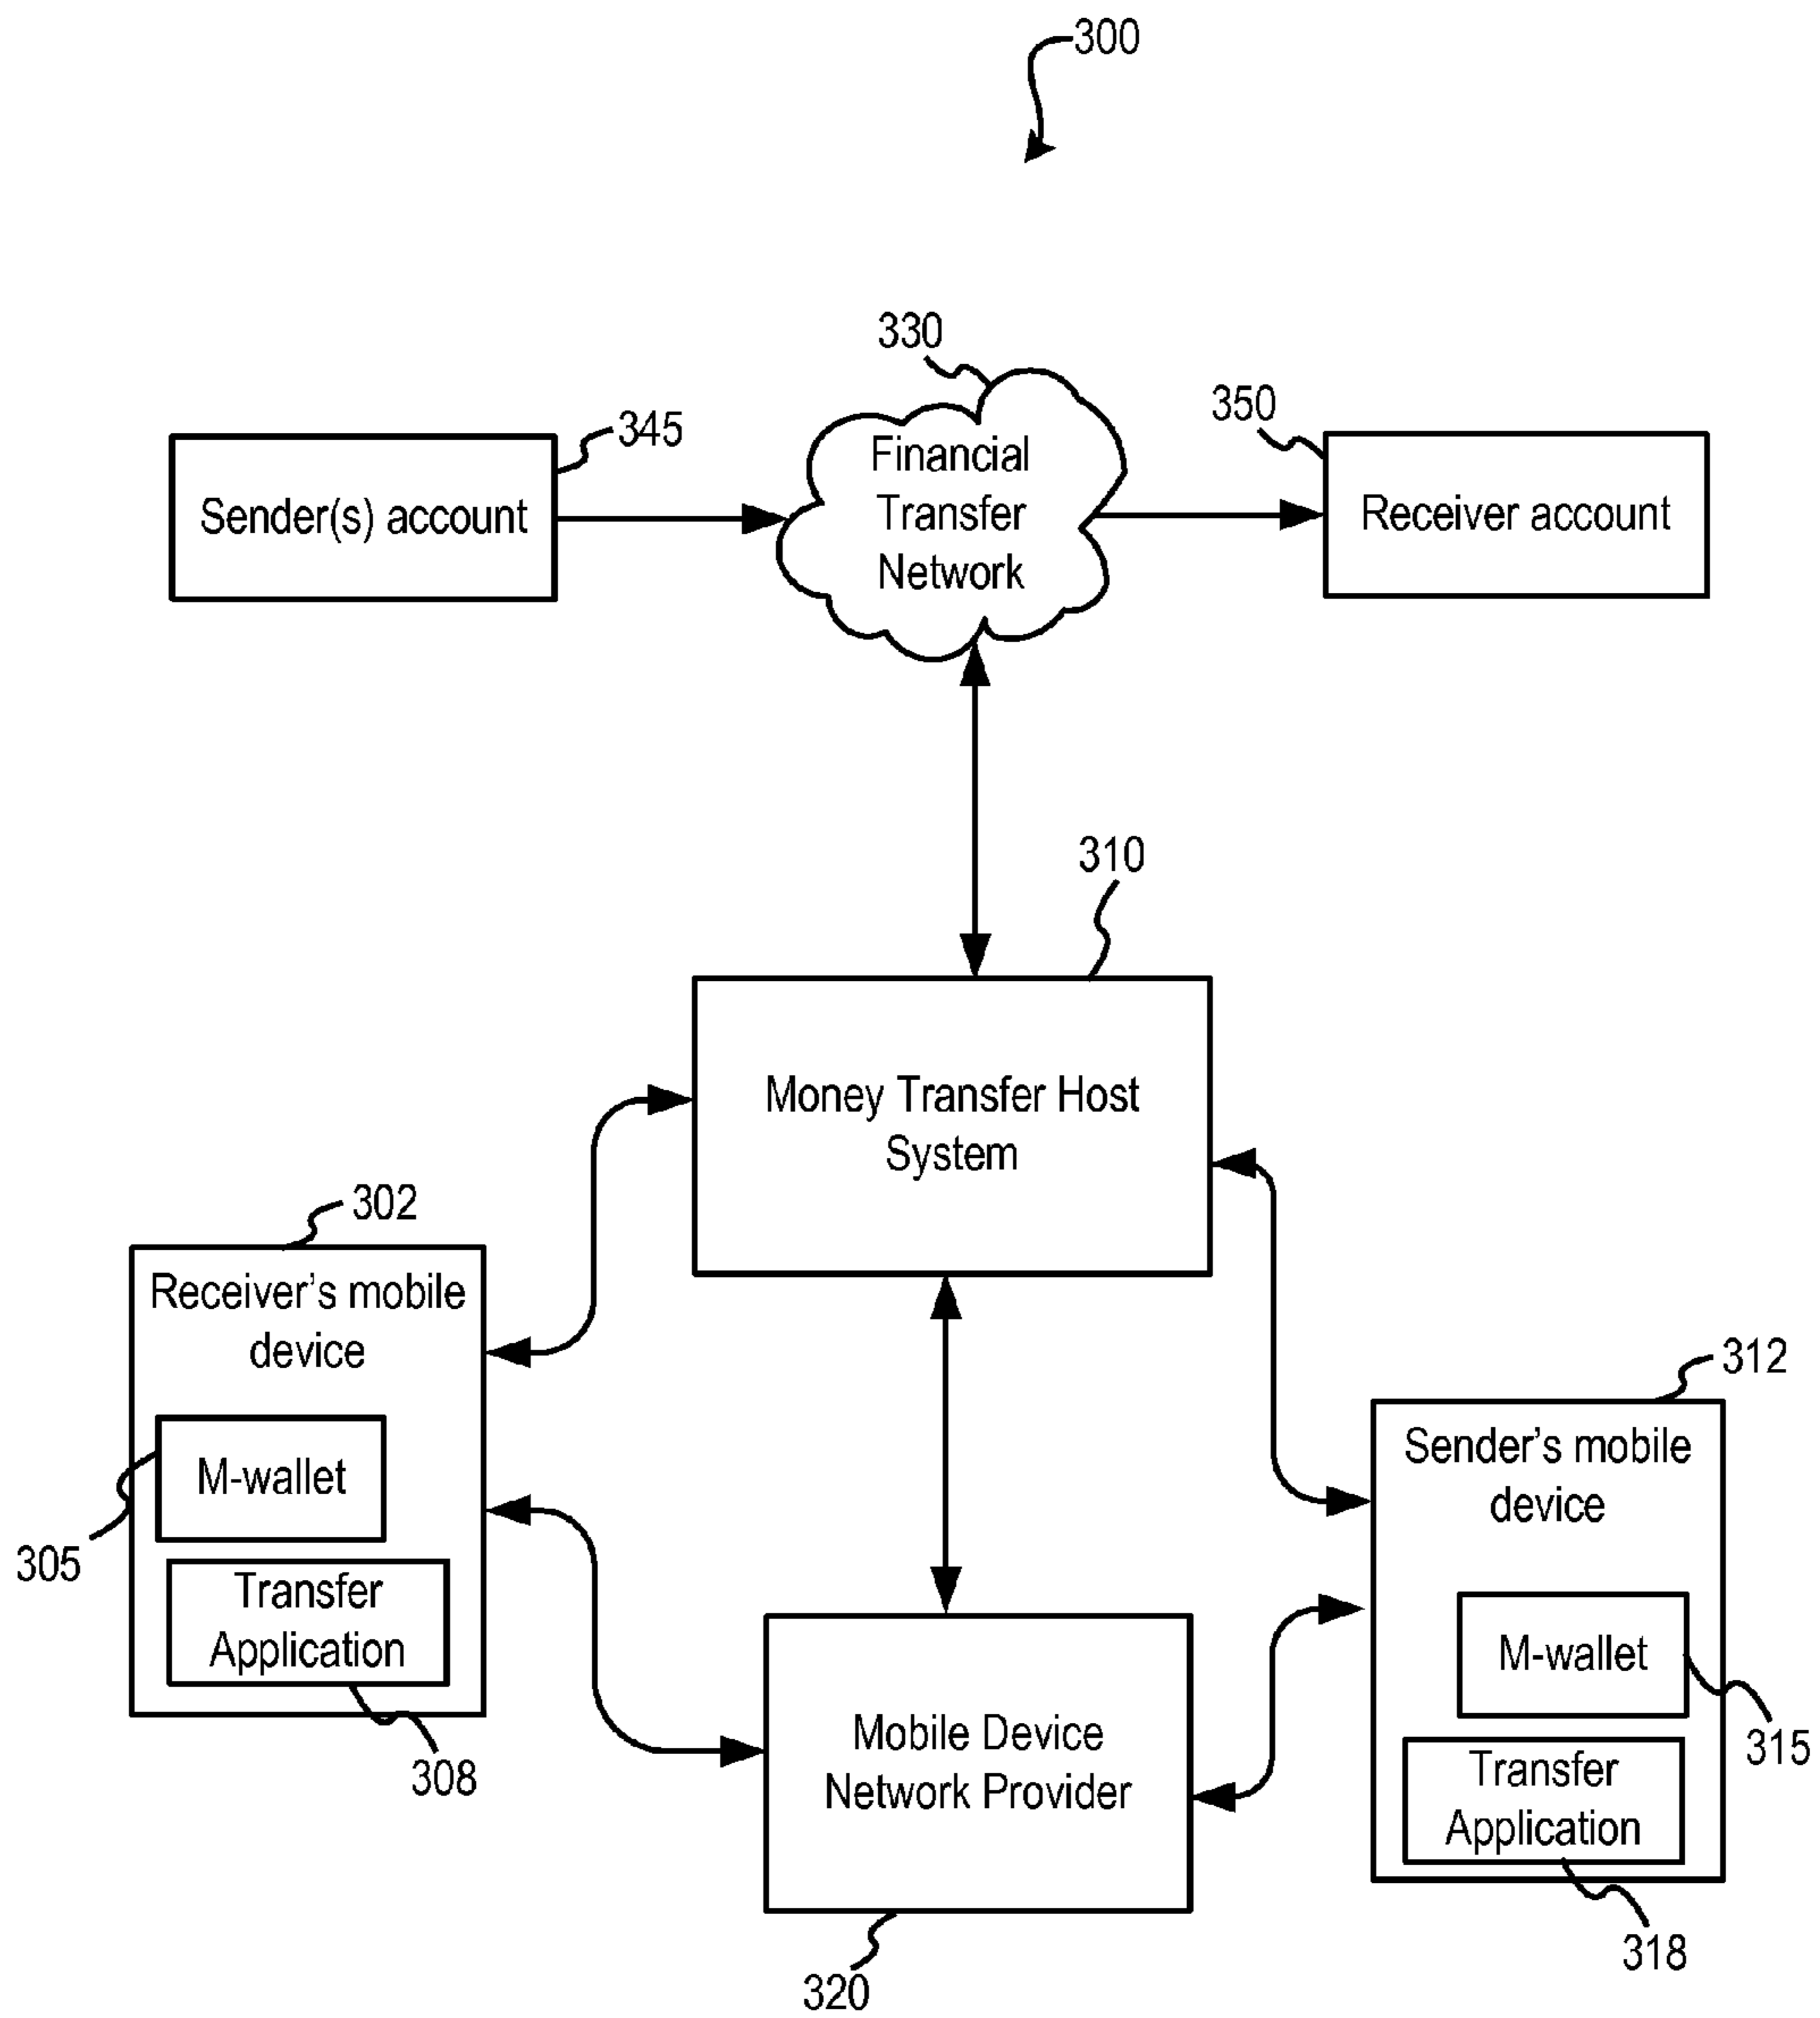 300
330
345
350
Financial
Transfer
Network
Sender(s) account
Receiver account
310
Money Transfer Host
System
302
Receiver's mobile
device
312
Sender's mobile
device
M-wallet
305
Transfer
Application
308
M-wallet
315
Mobile Device
Network Provider
Transfer
Application
318
320